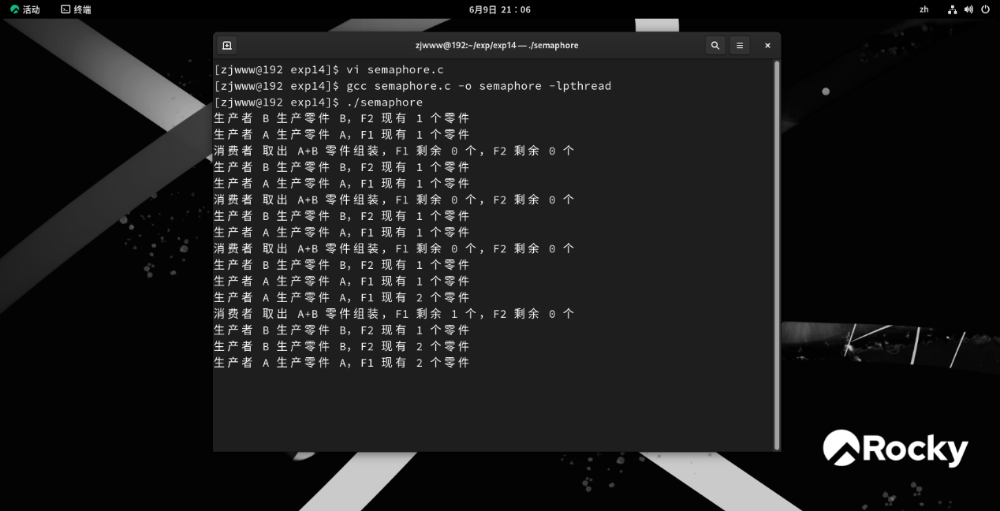 活动 终端 6月9日 21：06 zh
zjwww@192:~/exp/exp14 — ./semaphore
[zjwww@192 exp14]$ vi semaphore.c
[zjwww@192 exp14]$ gcc semaphore.c -o semaphore -lpthread
[zjwww@192 exp14]$ ./semaphore
生产者 B 生产零件 B，F2 现有 1 个零件
生产者 A 生产零件 A，F1 现有 1 个零件
消费者 取出 A+B 零件组装，F1 剩余 0 个，F2 剩余 0 个
生产者 B 生产零件 B，F2 现有 1 个零件
生产者 A 生产零件 A，F1 现有 1 个零件
消费者 取出 A+B 零件组装，F1 剩余 0 个，F2 剩余 0 个
生产者 B 生产零件 B，F2 现有 1 个零件
生产者 A 生产零件 A，F1 现有 1 个零件
消费者 取出 A+B 零件组装，F1 剩余 0 个，F2 剩余 0 个
生产者 B 生产零件 B，F2 现有 1 个零件
生产者 A 生产零件 A，F1 现有 1 个零件
生产者 A 生产零件 A，F1 现有 2 个零件
消费者 取出 A+B 零件组装，F1 剩余 1 个，F2 剩余 0 个
生产者 B 生产零件 B，F2 现有 1 个零件
生产者 B 生产零件 B，F2 现有 2 个零件
生产者 A 生产零件 A，F1 现有 2 个零件
Rocky